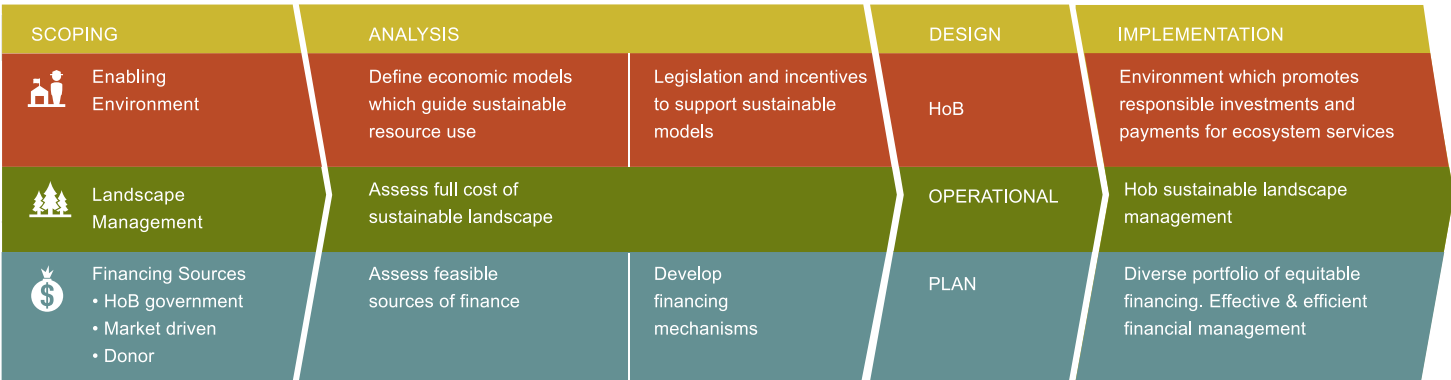 SCOPING
ANALYSIS
DESIGN
IMPLEMENTATION
Enabling
Environment
Define economic models
which guide sustainable
resource use
Legislation and incentives
to support sustainable
models
HoB
Environment which promotes
responsible investments and
payments for ecosystem services
Landscape
Management
Assess full cost of
sustainable landscape
OPERATIONAL
Hob sustainable landscape
management
$
Financing Sources
• HoB government
• Market driven
• Donor
Assess feasible
sources of finance
Develop
financing
mechanisms
PLAN
Diverse portfolio of equitable
financing. Effective & efficient
financial management